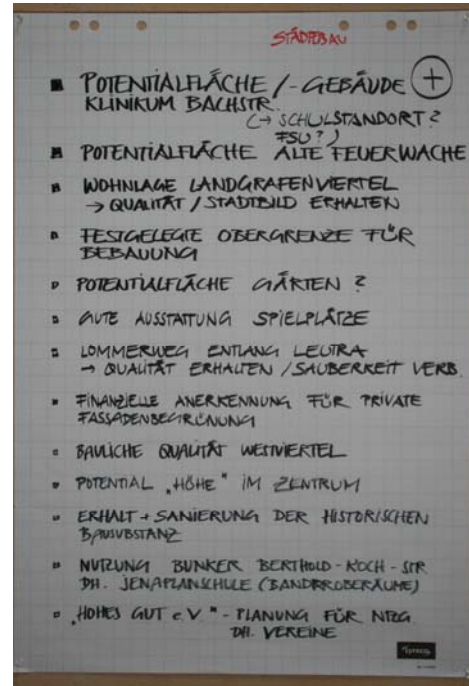 STÄDTEBAU
POTENTIALFLÄCHE / -GEBÄUDE +
KLINIKUM BACHSTR.
(→ SCHULSTANDORT?
FSU?)
POTENTIALFLÄCHE ALTE FEUERWACHE
WOHNLAGE LANDGRAFENVIERTEL
→ QUALITÄT / STADTBILD ERHALTEN
FESTGELEGTE OBERGRENZE FÜR
BEBAUUNG
POTENTIALFLÄCHE GÄRTEN ?
GUTE AUSSTATTUNG SPIELPLÄTZE
LOMMERWEG ENTLANG LEUTRA
→ QUALITÄT ERHALTEN / SAUBERKEIT VERB.
FINANZIELLE ANERKENNUNG FÜR PRIVATE
FASSADENBEGRÜNUNG
BAULICHE QUALITÄT WESTVIERTEL
POTENTIAL „HÖHE" IM ZENTRUM
ERHALT + SANIERUNG DER HISTORISCHEN
BAUSUBSTANZ
NUTZUNG BUNKER BERTHOLD-KOCH-STR
DH. JENAPLANSCHULE (BANDPROBERÄUME)
„HOHES GUT e.V." - PLANUNG FÜR
DH. VEREINE